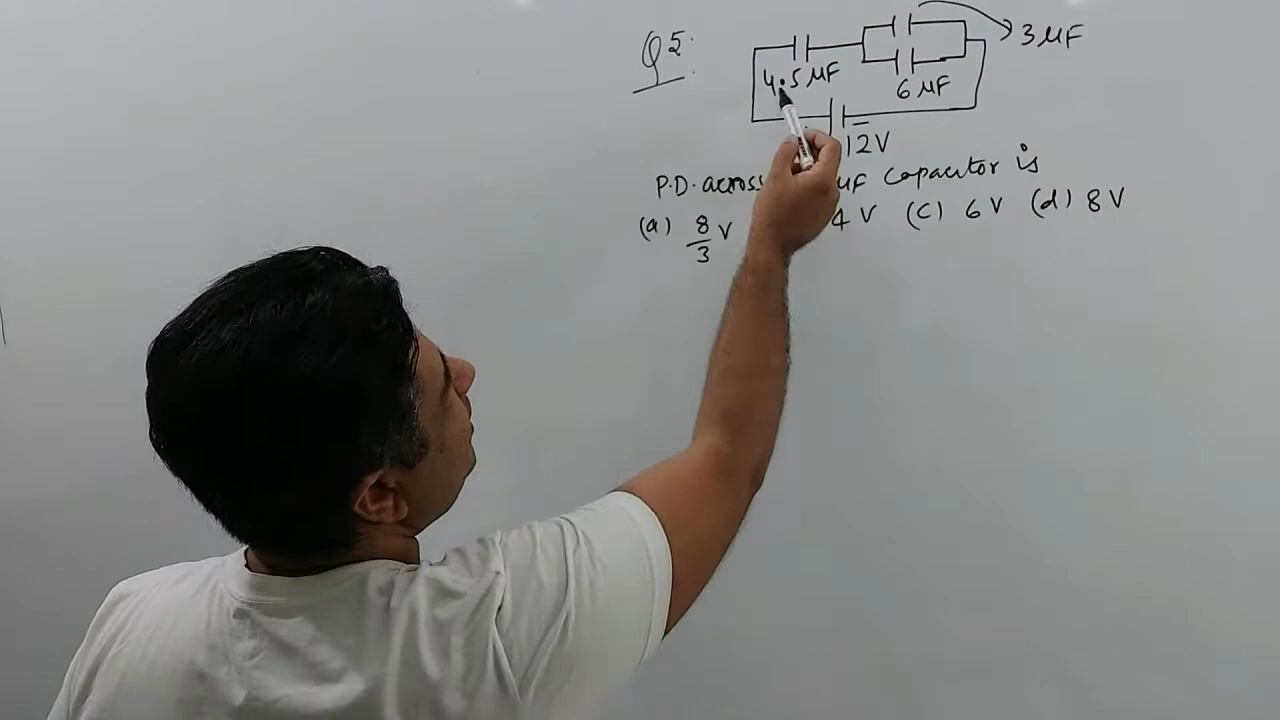 Q5.
3 μF
4.5 μF
6 μF
12V
P.D. across μF capacitor is
(a) 8/3 V 4 V (c) 6 V (d) 8 V